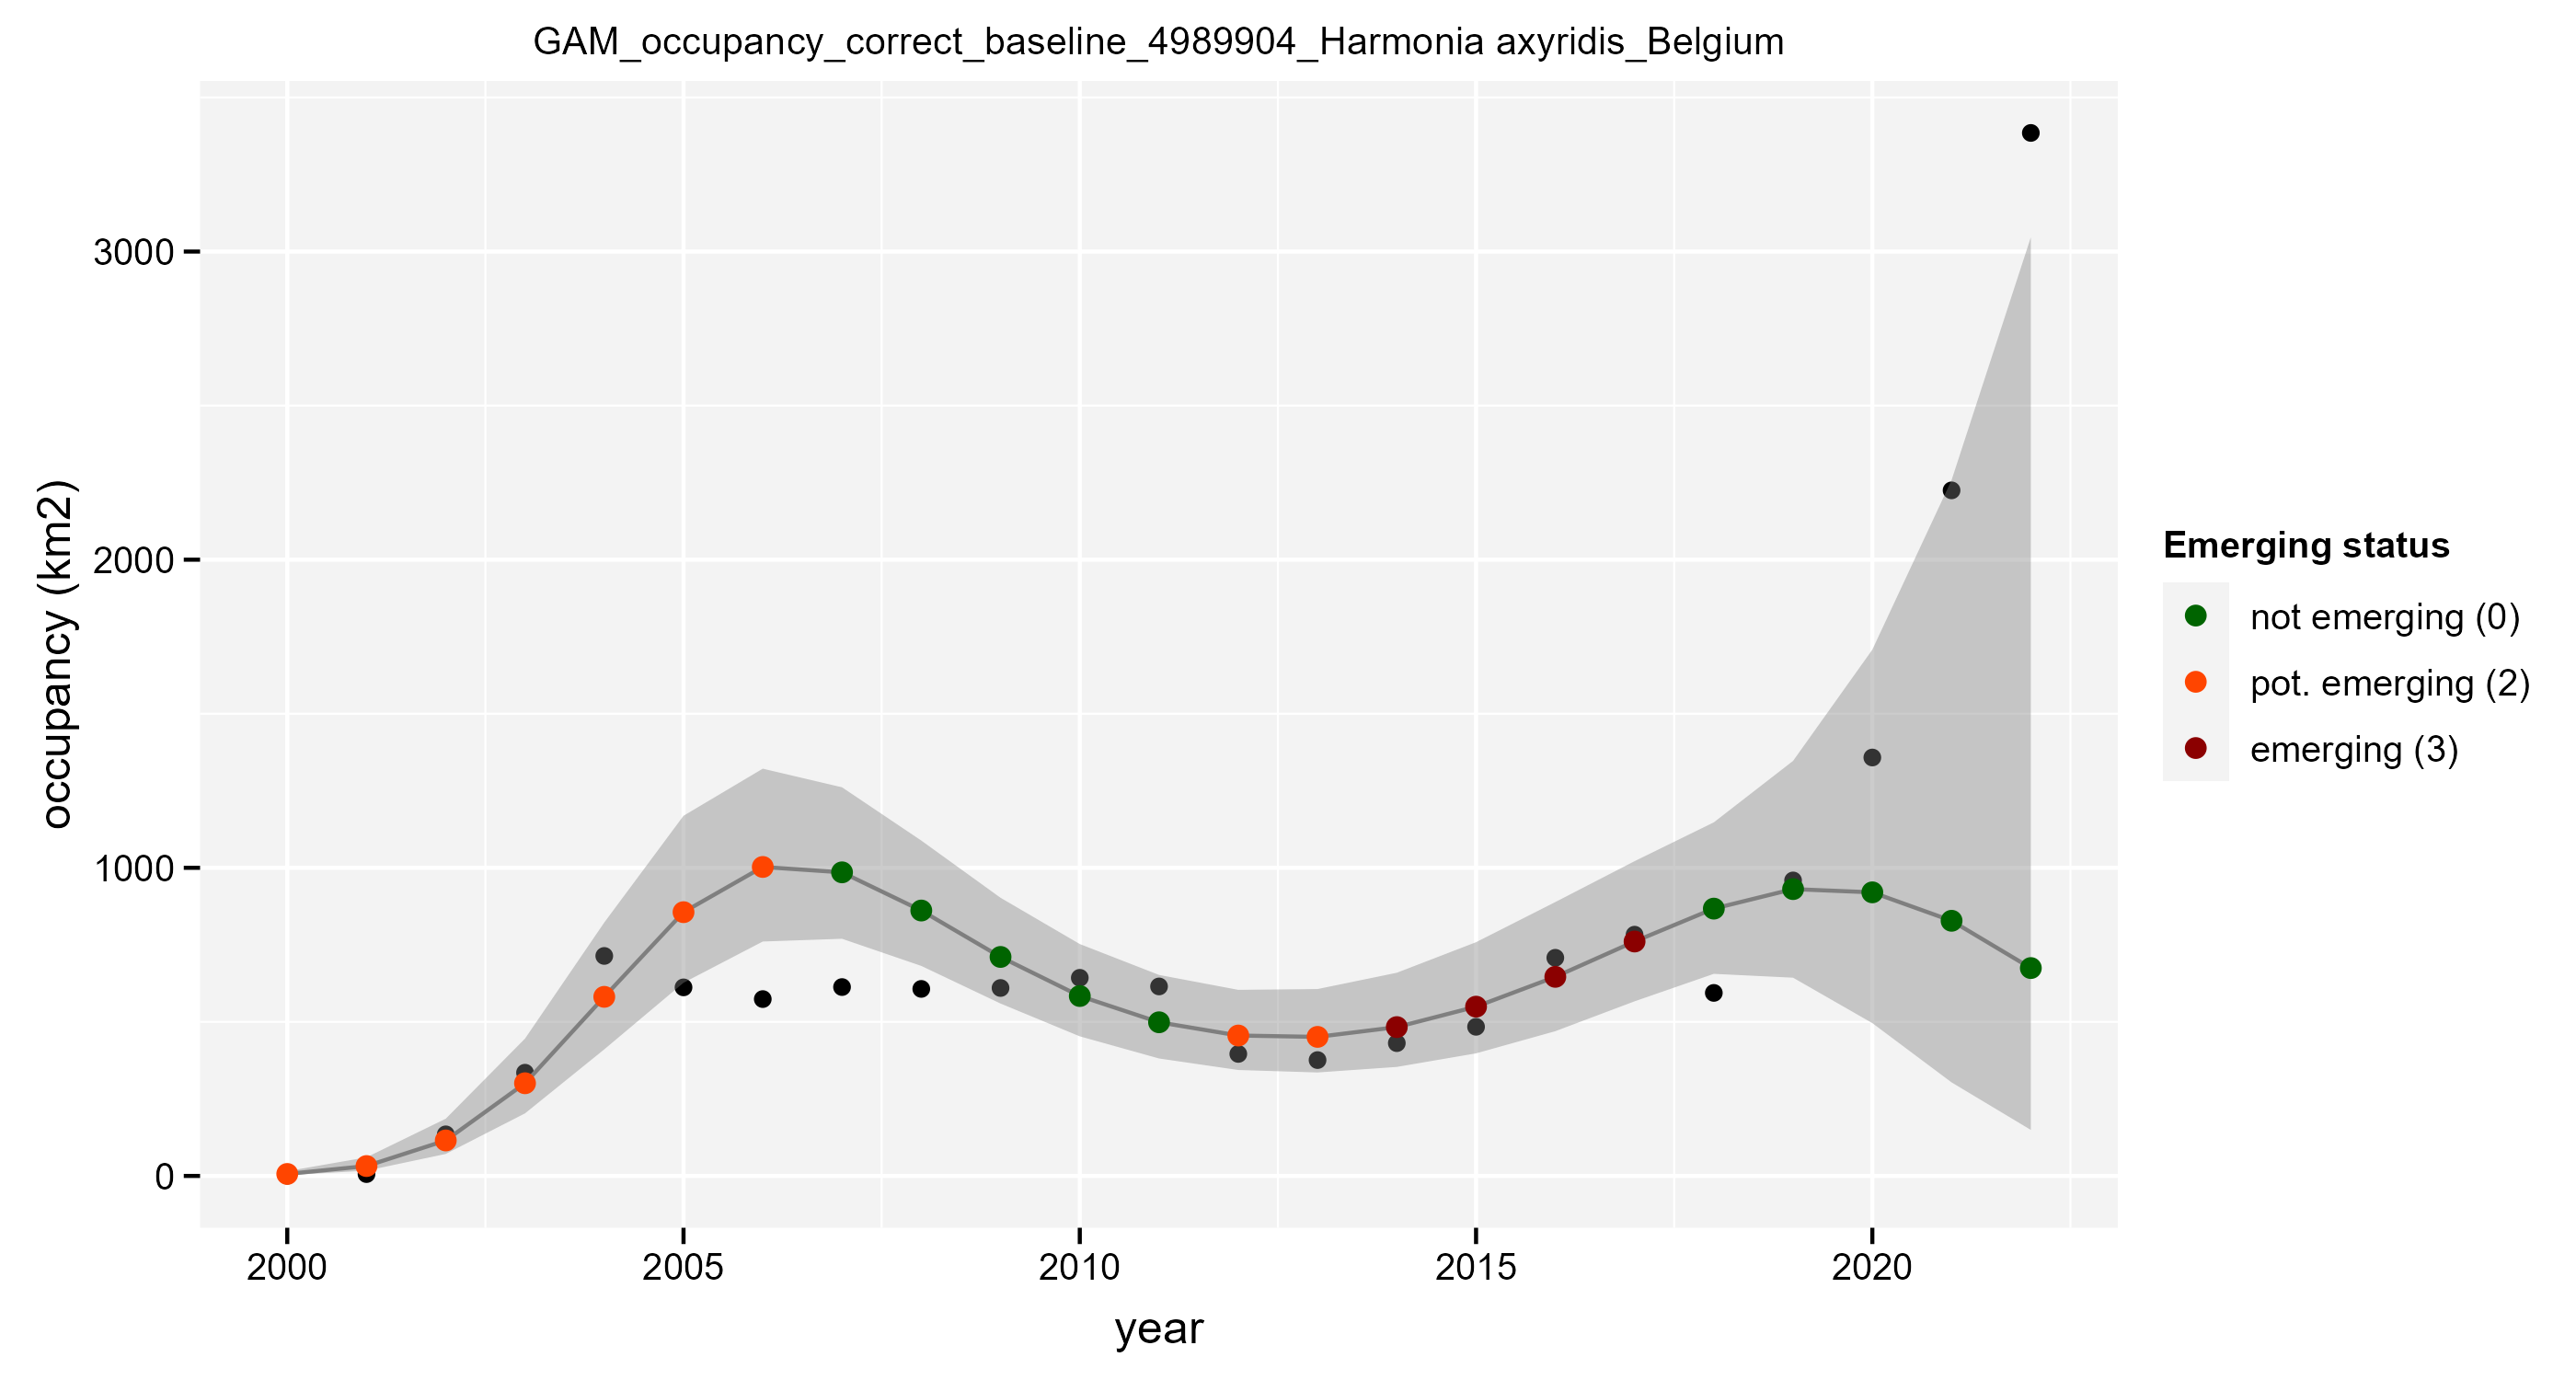 GAM_occupancy_correct_baseline_4989904_Harmonia axyridis_Belgium
occupancy (km2)
3000
2000
1000
0
2000 2005 2010 2015 2020
year
Emerging status
not emerging (0)
pot. emerging (2)
emerging (3)